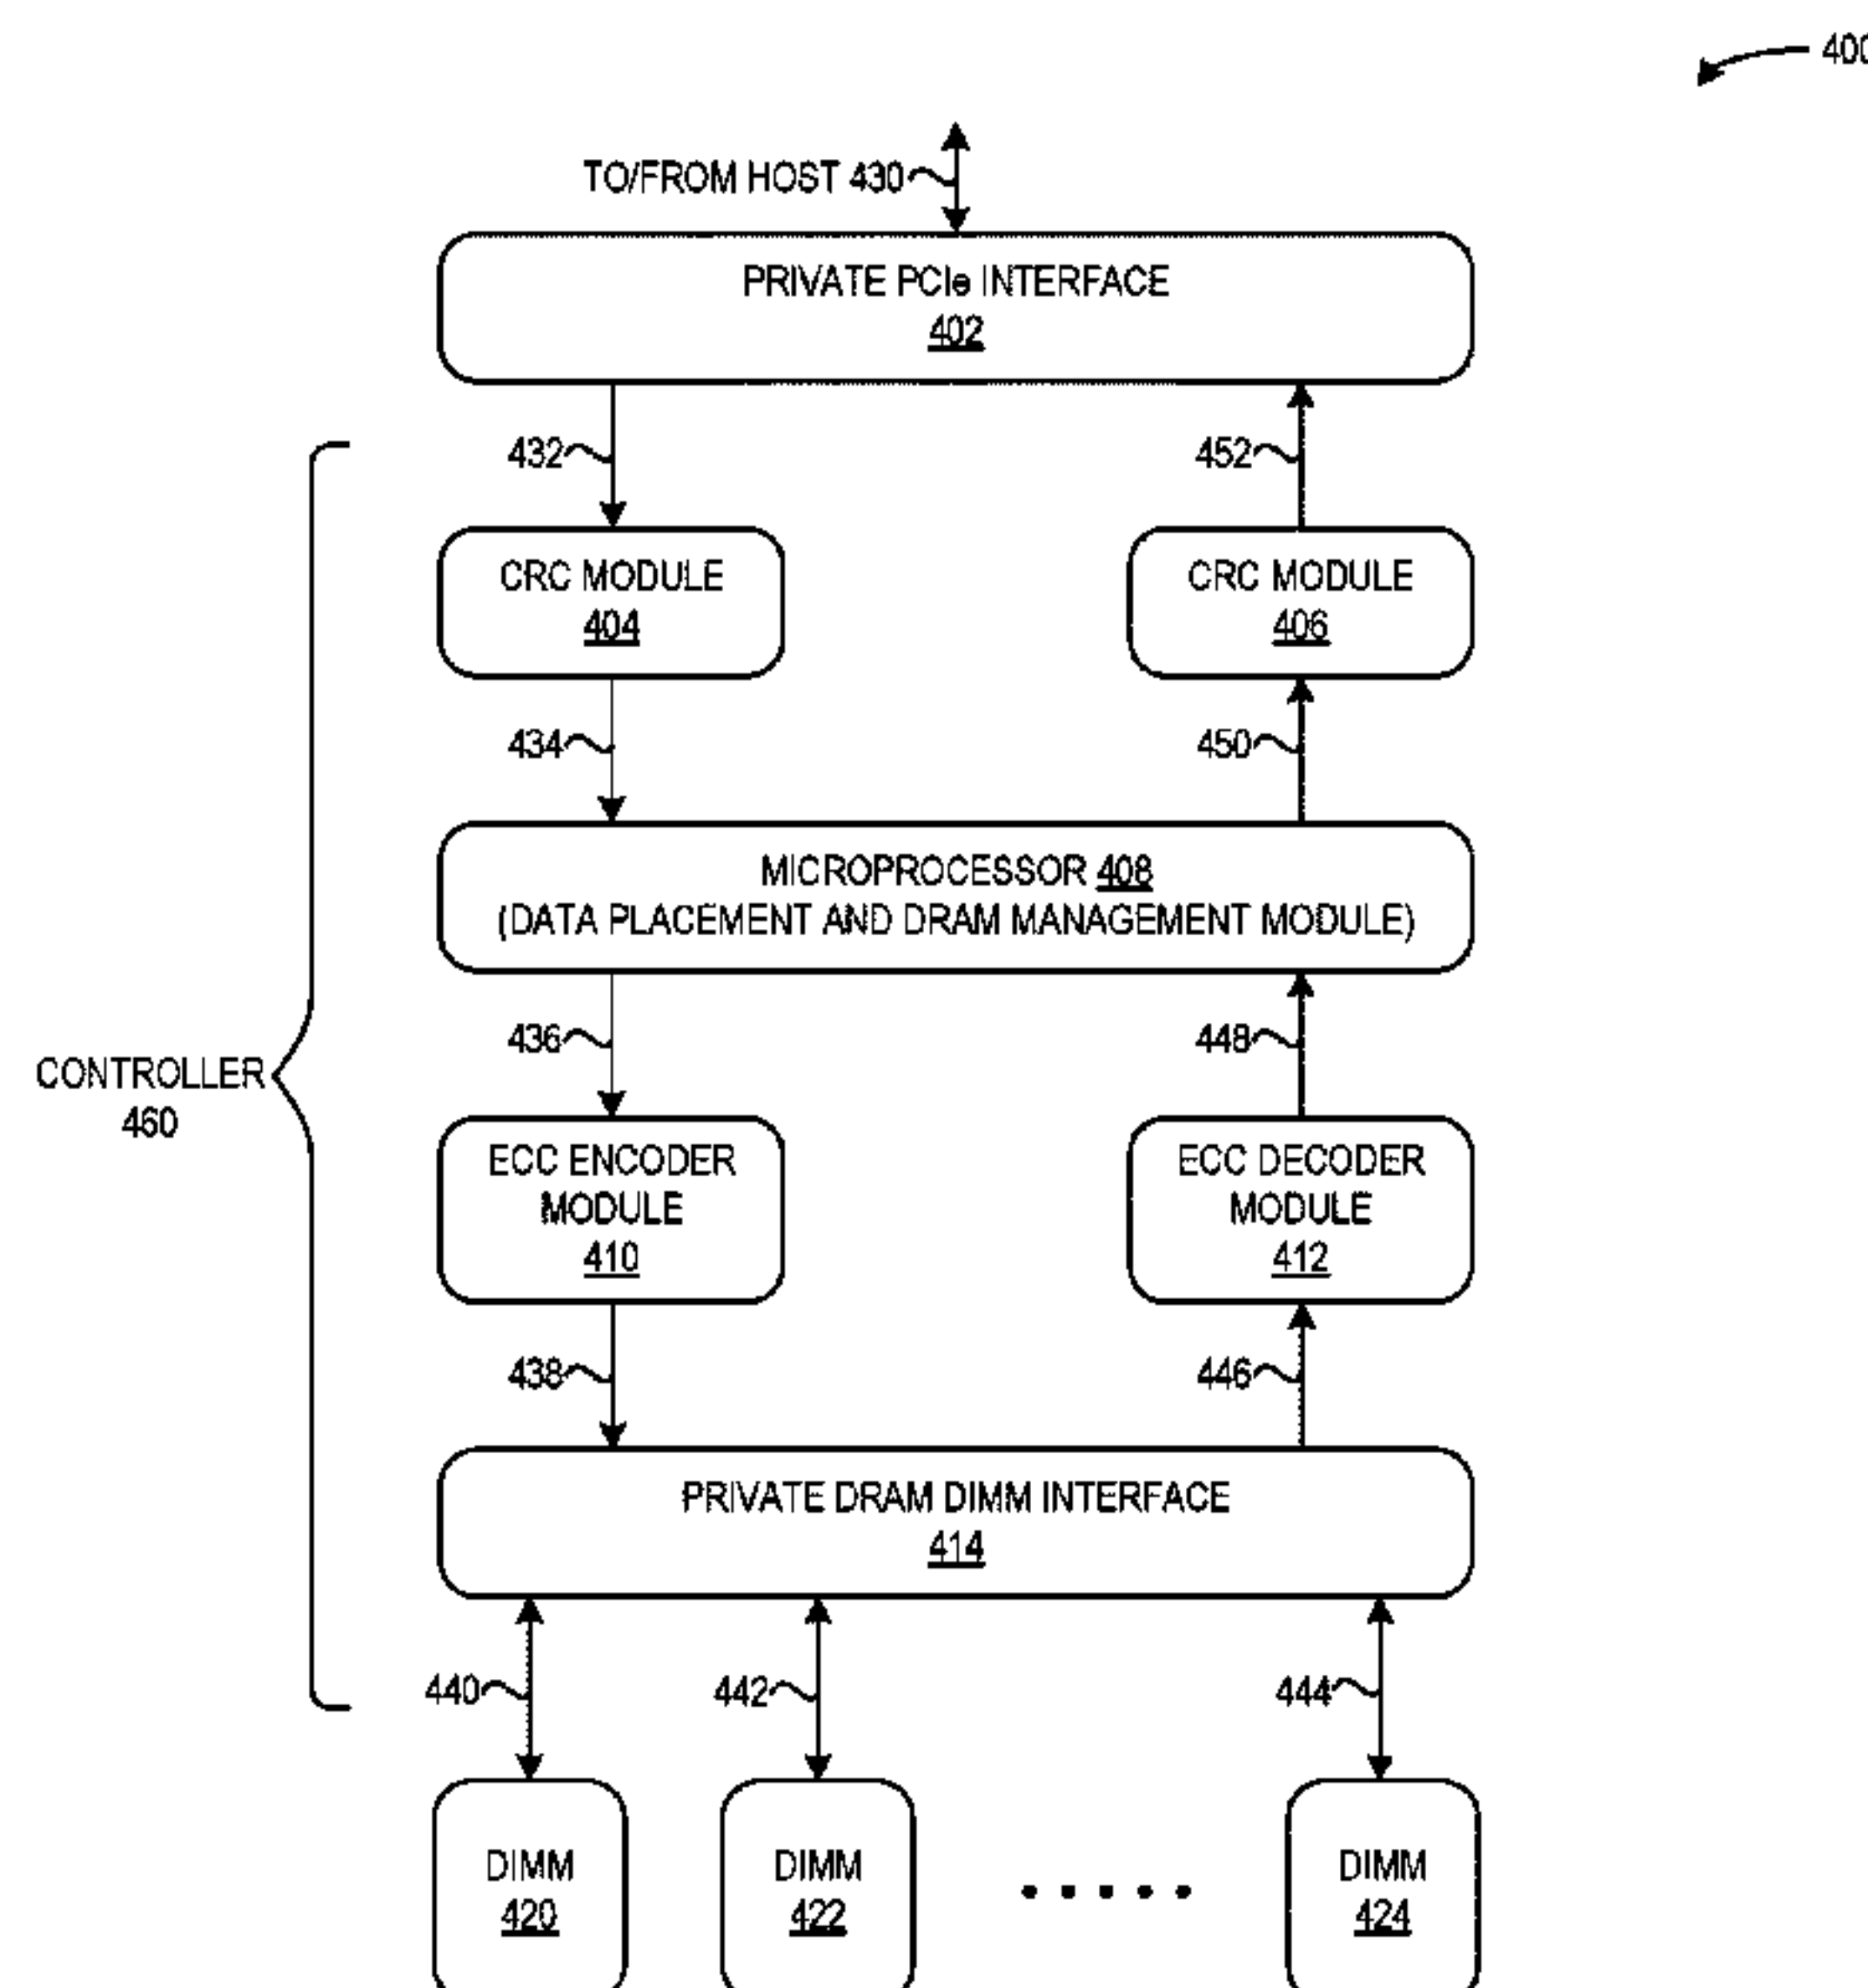 400
TO/FROM HOST 430
PRIVATE PCIe INTERFACE
402
432
452
CRC MODULE
404
CRC MODULE
406
434
450
MICROPROCESSOR 408
(DATA PLACEMENT AND DRAM MANAGEMENT MODULE)
436
448
CONTROLLER
460
ECC ENCODER
MODULE
410
ECC DECODER
MODULE
412
438
446
PRIVATE DRAM DIMM INTERFACE
414
440
442
444
DIMM
420
DIMM
422
DIMM
424